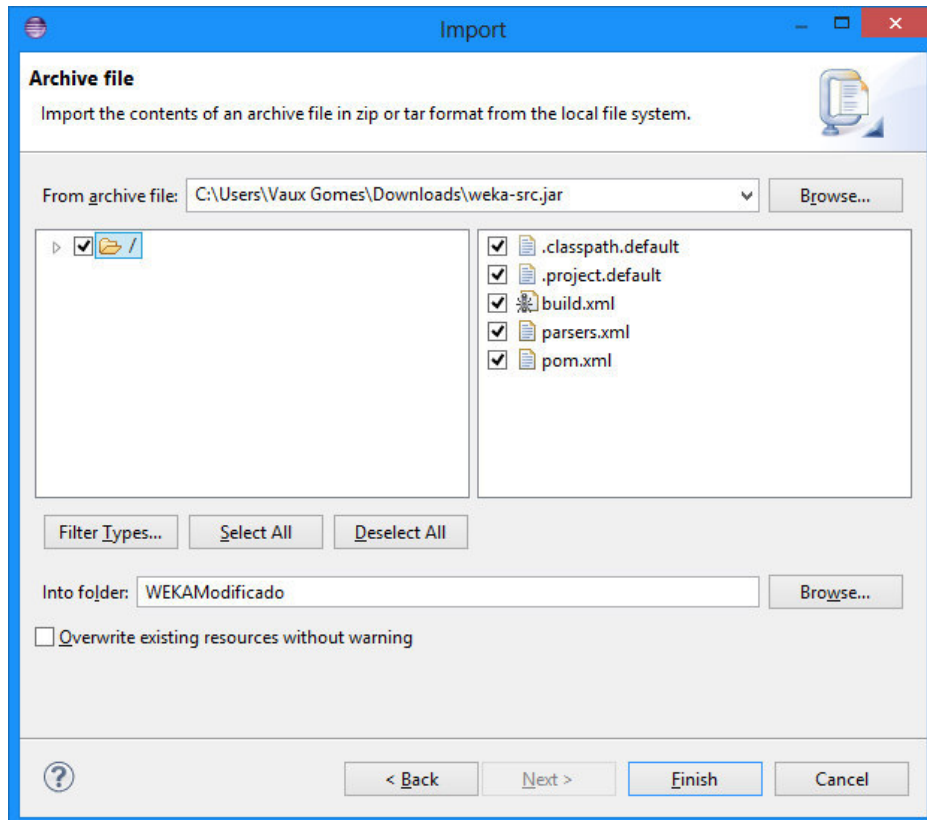 Import
Archive file
Import the contents of an archive file in zip or tar format from the local file system.
From archive file: C:\Users\Vaux Gomes\Downloads\weka-src.jar Browse...
/
.classpath.default
.project.default
build.xml
parsers.xml
pom.xml
Filter Types... Select All Deselect All
Into folder: WEKAModificado Browse...
Overwrite existing resources without warning
? < Back Next > Finish Cancel